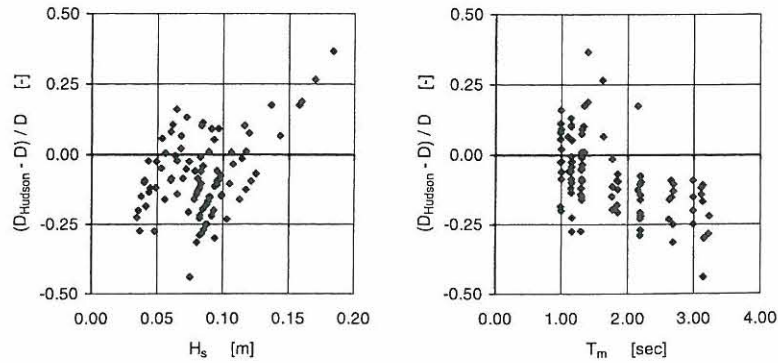 0.50
0.25
0.00
-0.25
-0.50
(D_Hudson - D) / D [-]
0.00 0.05 0.10 0.15 0.20
H_s [m]
0.50
0.25
0.00
-0.25
-0.50
(D_Hudson - D) / D [-]
0.00 1.00 2.00 3.00 4.00
T_m [sec]